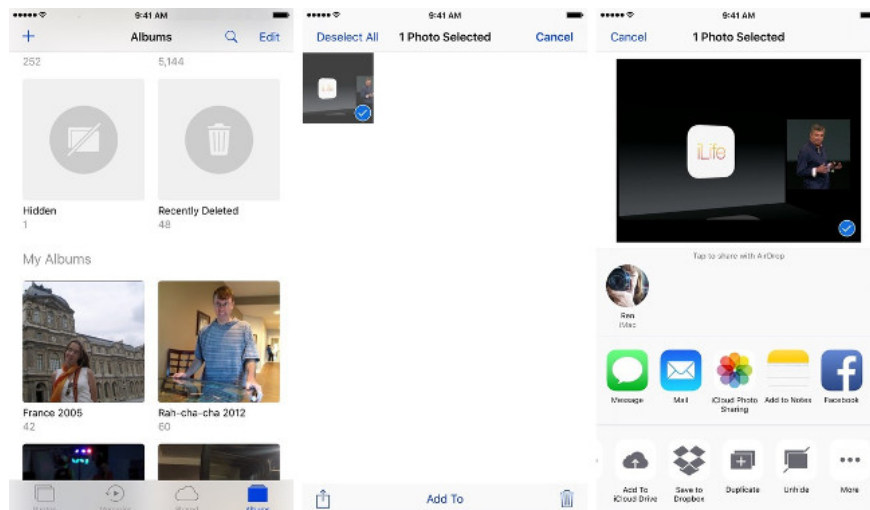 9:41 AM
Albums
Edit
252
5,144
Hidden
1
Recently Deleted
48
My Albums
France 2005
42
Rah-cha-cha 2012
60
Albums
9:41 AM
Deselect All
1 Photo Selected
Cancel
iLife
Add To
9:41 AM
Cancel
1 Photo Selected
iLife
Tap to share with AirDrop
Ren
iMac
Message
Mail
iCloud Photo
Sharing
Add to Notes
Facebook
Add To
iCloud Drive
Save to
Dropbox
Duplicate
Unhide
More